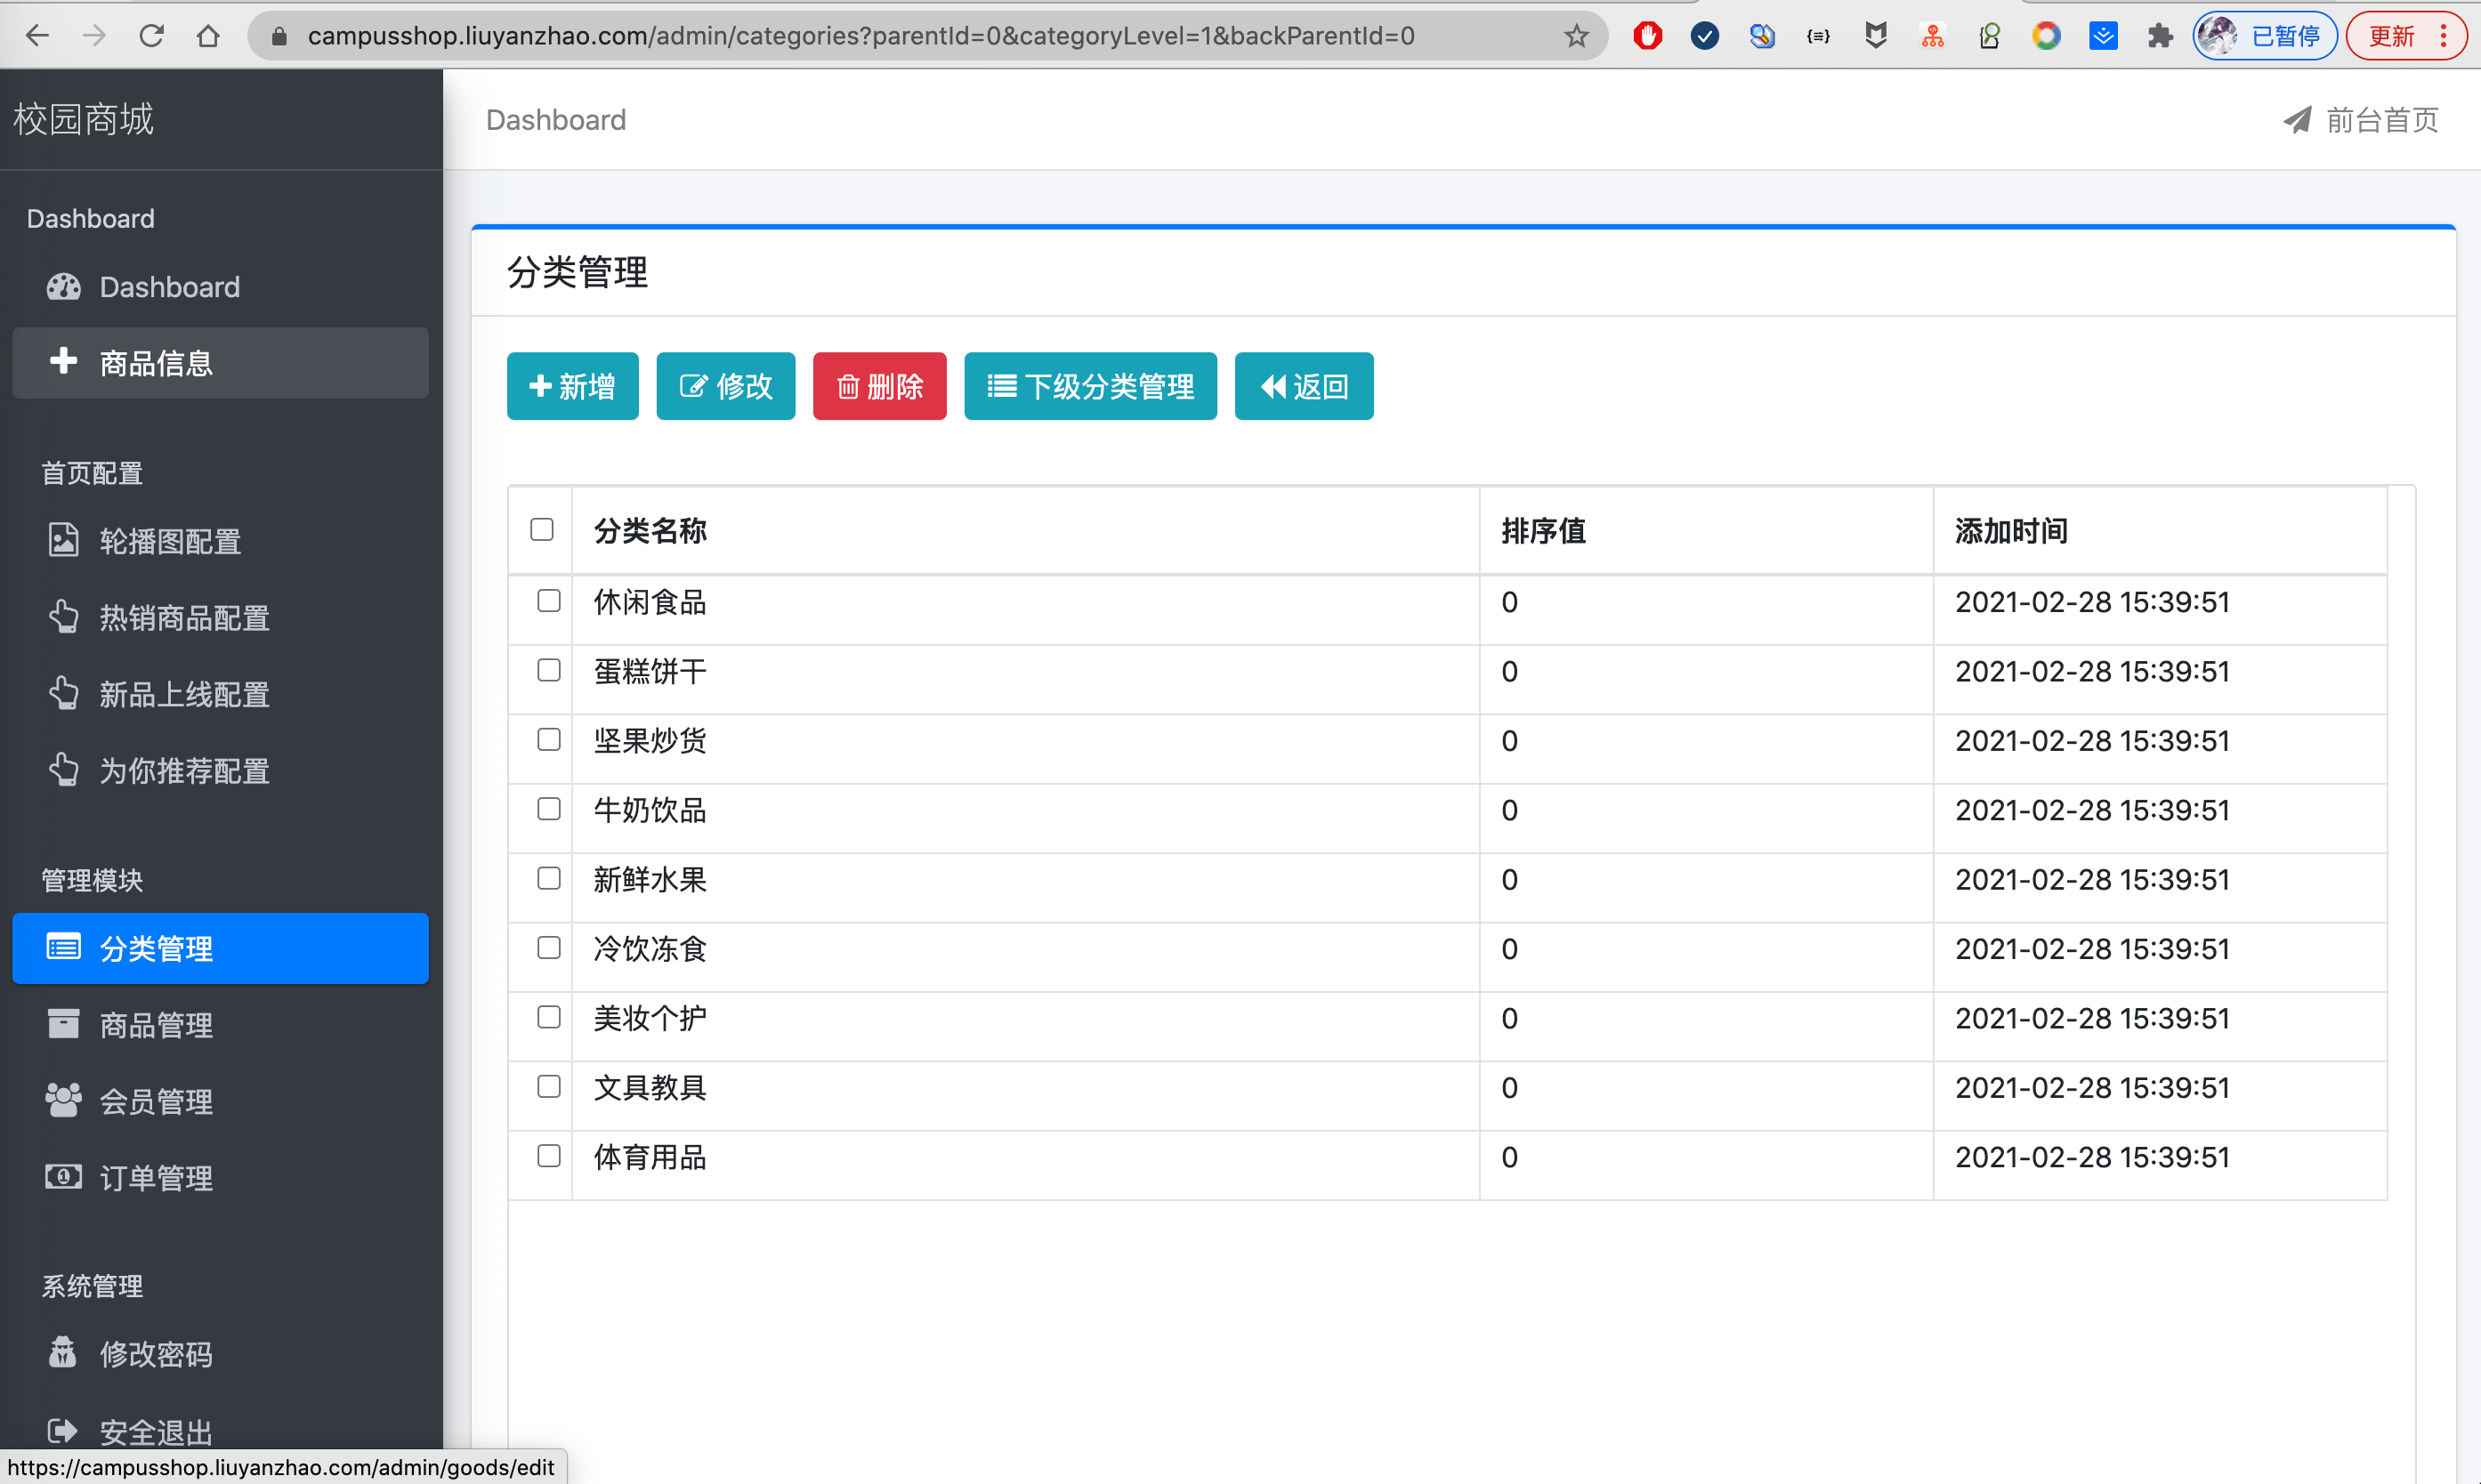 campusshop.liuyanzhao.com/admin/categories?parentId=0&categoryLevel=1&backParentId=0
已暂停
更新
校园商城
Dashboard
Dashboard
商品信息
首页配置
轮播图配置
热销商品配置
新品上线配置
为你推荐配置
管理模块
分类管理
商品管理
会员管理
订单管理
系统管理
修改密码
安全退出
https://campusshop.liuyanzhao.com/admin/goods/edit
Dashboard
前台首页
分类管理
新增 修改 删除 下级分类管理 返回
分类名称 排序值 添加时间
休闲食品 0 2021-02-28 15:39:51
蛋糕饼干 0 2021-02-28 15:39:51
坚果炒货 0 2021-02-28 15:39:51
牛奶饮品 0 2021-02-28 15:39:51
新鲜水果 0 2021-02-28 15:39:51
冷饮冻食 0 2021-02-28 15:39:51
美妆个护 0 2021-02-28 15:39:51
文具教具 0 2021-02-28 15:39:51
体育用品 0 2021-02-28 15:39:51